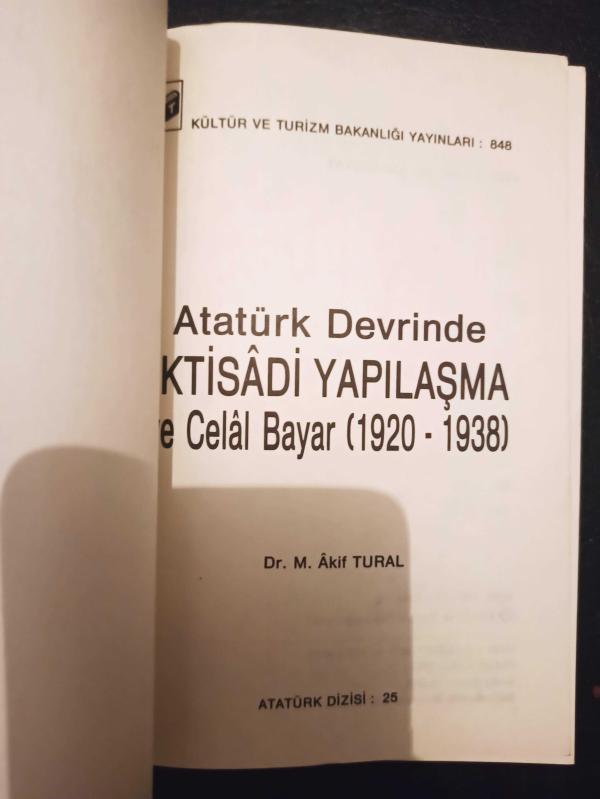 KÜLTÜR VE TURİZM BAKANLIĞI YAYINLARI : 848
Atatürk Devrinde
KTİSÂDİ YAPILAŞMA
ve Celâl Bayar (1920 - 1938)
Dr. M. Âkif TURAL
ATATÜRK DİZİSİ : 25